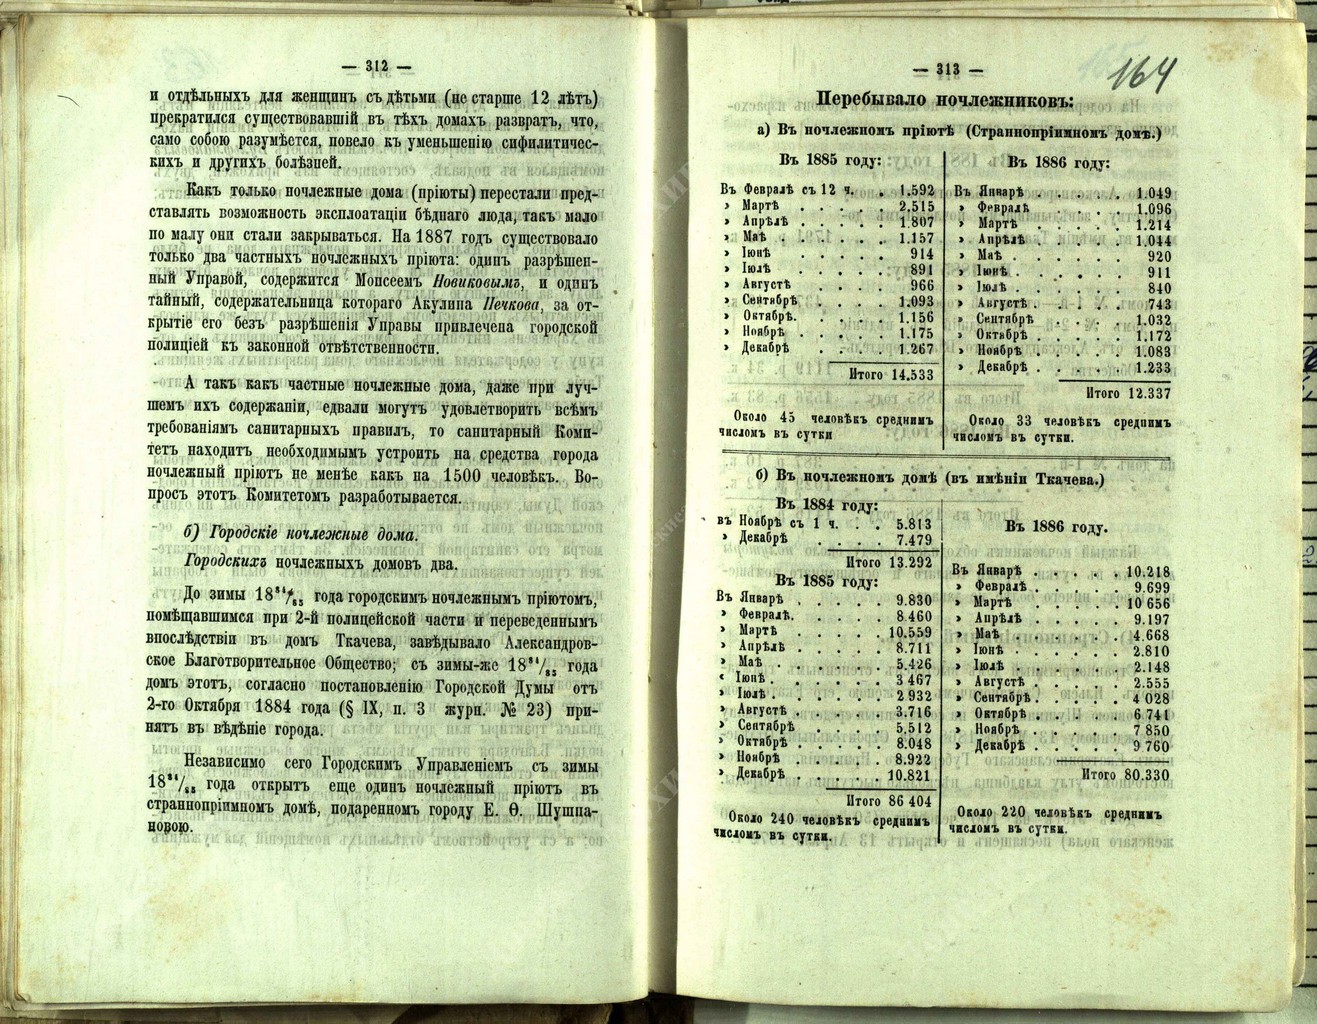 — 312 —
и отдѣльныхъ для женщинъ съ дѣтьми (не старше 12 лѣтъ)
прекратился существовавшій въ тѣхъ домахъ развратъ, что,
само собою разумѣется, повело къ уменьшенію сифилитичес-
кихъ и другихъ болѣзней.
Какъ только ночлежные дома (пріюты) перестали пред-
ставлять возможность эксплоатаціи бѣднаго люда, такъ мало
по малу они стали закрываться. На 1887 годъ существовало
только два частныхъ ночлежныхъ пріюта: одинъ разрѣшен-
ный Управой, содержится Моисеемъ Новиковымъ, и одинъ
тайный, содержательница котораго Акулина Печкова, за от-
крытіе его безъ разрѣшенія Управы привлечена городской
полиціей къ законной отвѣтственности.
А такъ какъ частные ночлежные дома, даже при луч-
шемъ ихъ содержаніи, едвали могутъ удовлетворить всѣмъ
требованіямъ санитарныхъ правилъ, то санитарный Коми-
тетъ находитъ необходимымъ устроить на средства города
ночлежный пріютъ не менѣе какъ на 1500 человѣкъ. Во-
просъ этотъ Комитетомъ разработывается.
б) Городскіе ночлежные дома.
Городскихъ ночлежныхъ домовъ два.
До зимы 18⁸⁴/₈₅ года городскимъ ночлежнымъ пріютомъ,
помѣщавшимся при 2-й полицейской части и переведеннымъ
впослѣдствіи въ домъ Ткачева, завѣдывало Александров-
ское Благотворительное Общество; съ зимы-же 18⁸⁴/₈₅ года
домъ этотъ, согласно постановленію Городской Думы отъ
2-го Октября 1884 года (§ IX, п. 3 журн. № 23) при-
нятъ въ вѣдѣніе города.
Независимо сего Городскимъ Управленіемъ съ зимы
18⁸⁴/₈₅ года открытъ еще одинъ ночлежный пріютъ въ
страннопріимномъ домѣ, подаренномъ городу Е. Ѳ. Шушпа-
новою.
— 313 —
164
Перебывало ночлежниковъ:
а) Въ ночлежномъ пріютѣ (Страннопріимномъ домѣ.)
Въ 1885 году:
Въ Февралѣ съ 12 ч. . 1.592
» Мартѣ . . . . . 2.515
» Апрѣлѣ . . . . . 1.807
» Маѣ . . . . . . 1.157
» Іюнѣ . . . . . 914
» Іюлѣ . . . . . 891
» Августѣ . . . . 966
» Сентябрѣ . . . . 1.093
» Октябрѣ. . . . . 1.156
» Ноябрѣ . . . . . 1.175
» Декабрѣ . . . . 1.267
Итого 14.533
Около 45 человѣкъ среднимъ
числомъ въ сутки
Въ 1886 году:
Въ Январѣ . . . . . 1.049
» Февралѣ . . . . 1.096
» Мартѣ . . . . . 1.214
» Апрѣлѣ . . . . 1.044
» Маѣ . . . . . . 920
» Іюнѣ . . . . . . 911
» Іюлѣ . . . . . . 840
» Августѣ . . . . . 743
» Сентябрѣ . . . . 1.032
» Октябрѣ . . . . . 1.172
» Ноябрѣ . . . . . 1.083
» Декабрѣ . . . . . 1.233
Итого 12.337
Около 33 человѣкъ среднимъ
числомъ въ сутки.
б) Въ ночлежномъ домѣ (въ имѣніи Ткачева.)
Въ 1884 году:
въ Ноябрѣ съ 1 ч. . . 5.813
» Декабрѣ . . . . 7.479
Итого 13.292
Въ 1885 году:
Въ Январѣ . . . . . 9.830
» Февралѣ. . . . . 8.460
» Мартѣ . . . . . 10.559
» Апрѣлѣ . . . . . 8.711
» Маѣ . . . . . . 5.426
‹ Іюнѣ . . . . . . 3 467
» Іюлѣ . . . . . . 2 932
» Августѣ . . . . . 3.716
» Сентябрѣ . . . . 5.512
» Октябрѣ . . . . . 8.048
» Ноябрѣ . . . . . 8.922
» Декабрѣ . . . . . 10.821
Итого 86 404
Около 240 человѣкъ среднимъ
числомъ въ сутки.
Въ 1886 году.
Въ Январѣ . . . . . 10.218
» Февралѣ . . . . 9.699
» Мартѣ . . . . . 10 656
» Апрѣлѣ . . . . . 9.197
» Маѣ . . . . . . 4.668
» Іюнѣ . . . . . . 2.810
» Іюлѣ . . . . . . 2.148
» Августѣ . . . . . 2.555
» Сентябрѣ. . . . . 4 028
» Октябрѣ . . . . . 6 741
» Ноябрѣ . . . . . 7 850
» Декабрѣ . . . . . 9 760
Итого 80.330
Около 220 человѣкъ среднимъ
числомъ въ сутки.